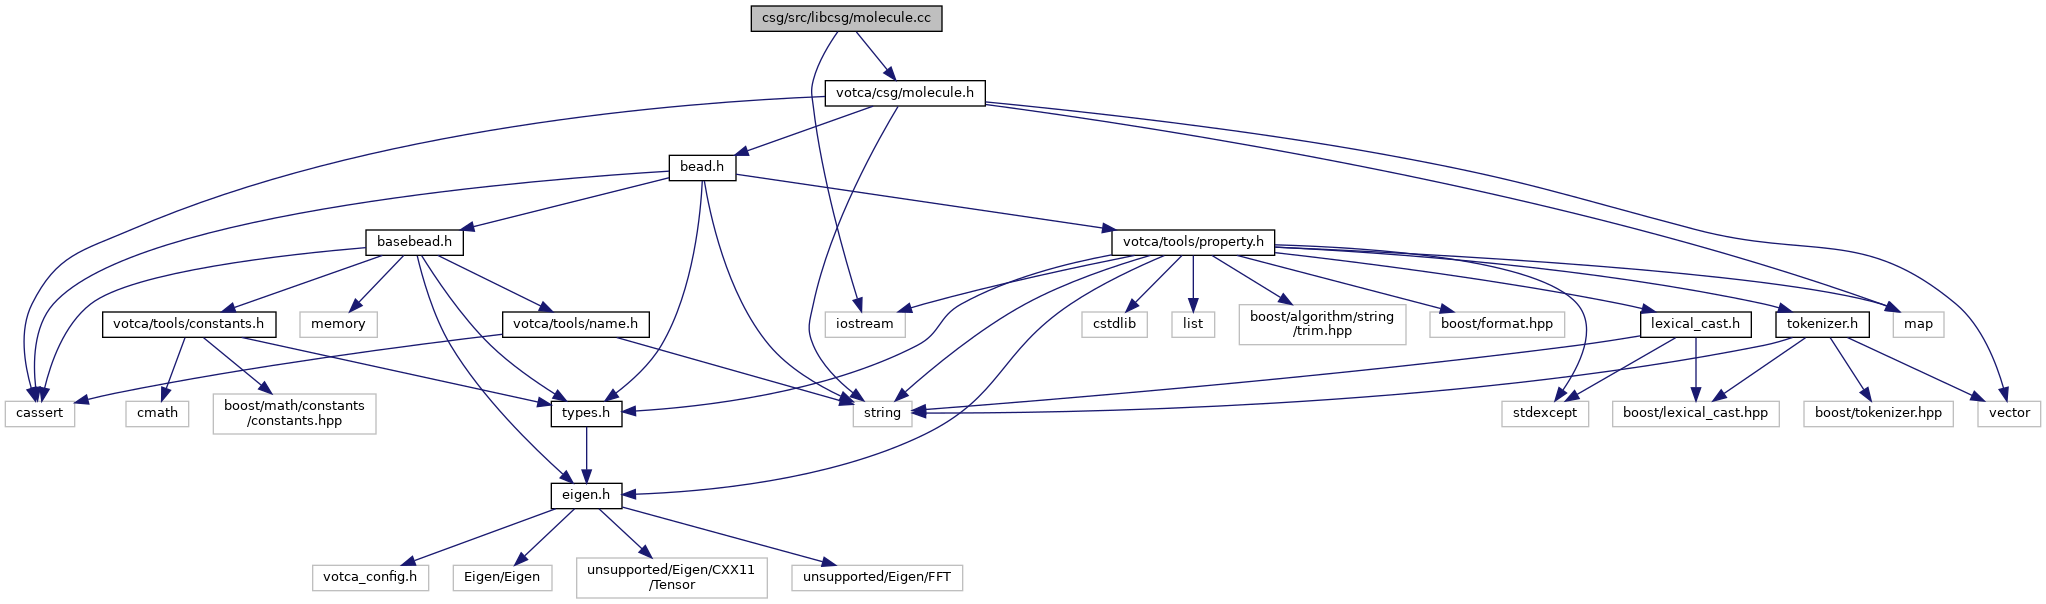 csg/src/libcsg/molecule.cc
votca/csg/molecule.h
bead.h
basebead.h
votca/tools/property.h
votca/tools/constants.h
memory
votca/tools/name.h
iostream
cstdlib
list
boost/algorithm/string
/trim.hpp
boost/format.hpp
lexical_cast.h
tokenizer.h
map
cassert
cmath
boost/math/constants
/constants.hpp
types.h
string
stdexcept
boost/lexical_cast.hpp
boost/tokenizer.hpp
vector
eigen.h
votca_config.h
Eigen/Eigen
unsupported/Eigen/CXX11
/Tensor
unsupported/Eigen/FFT